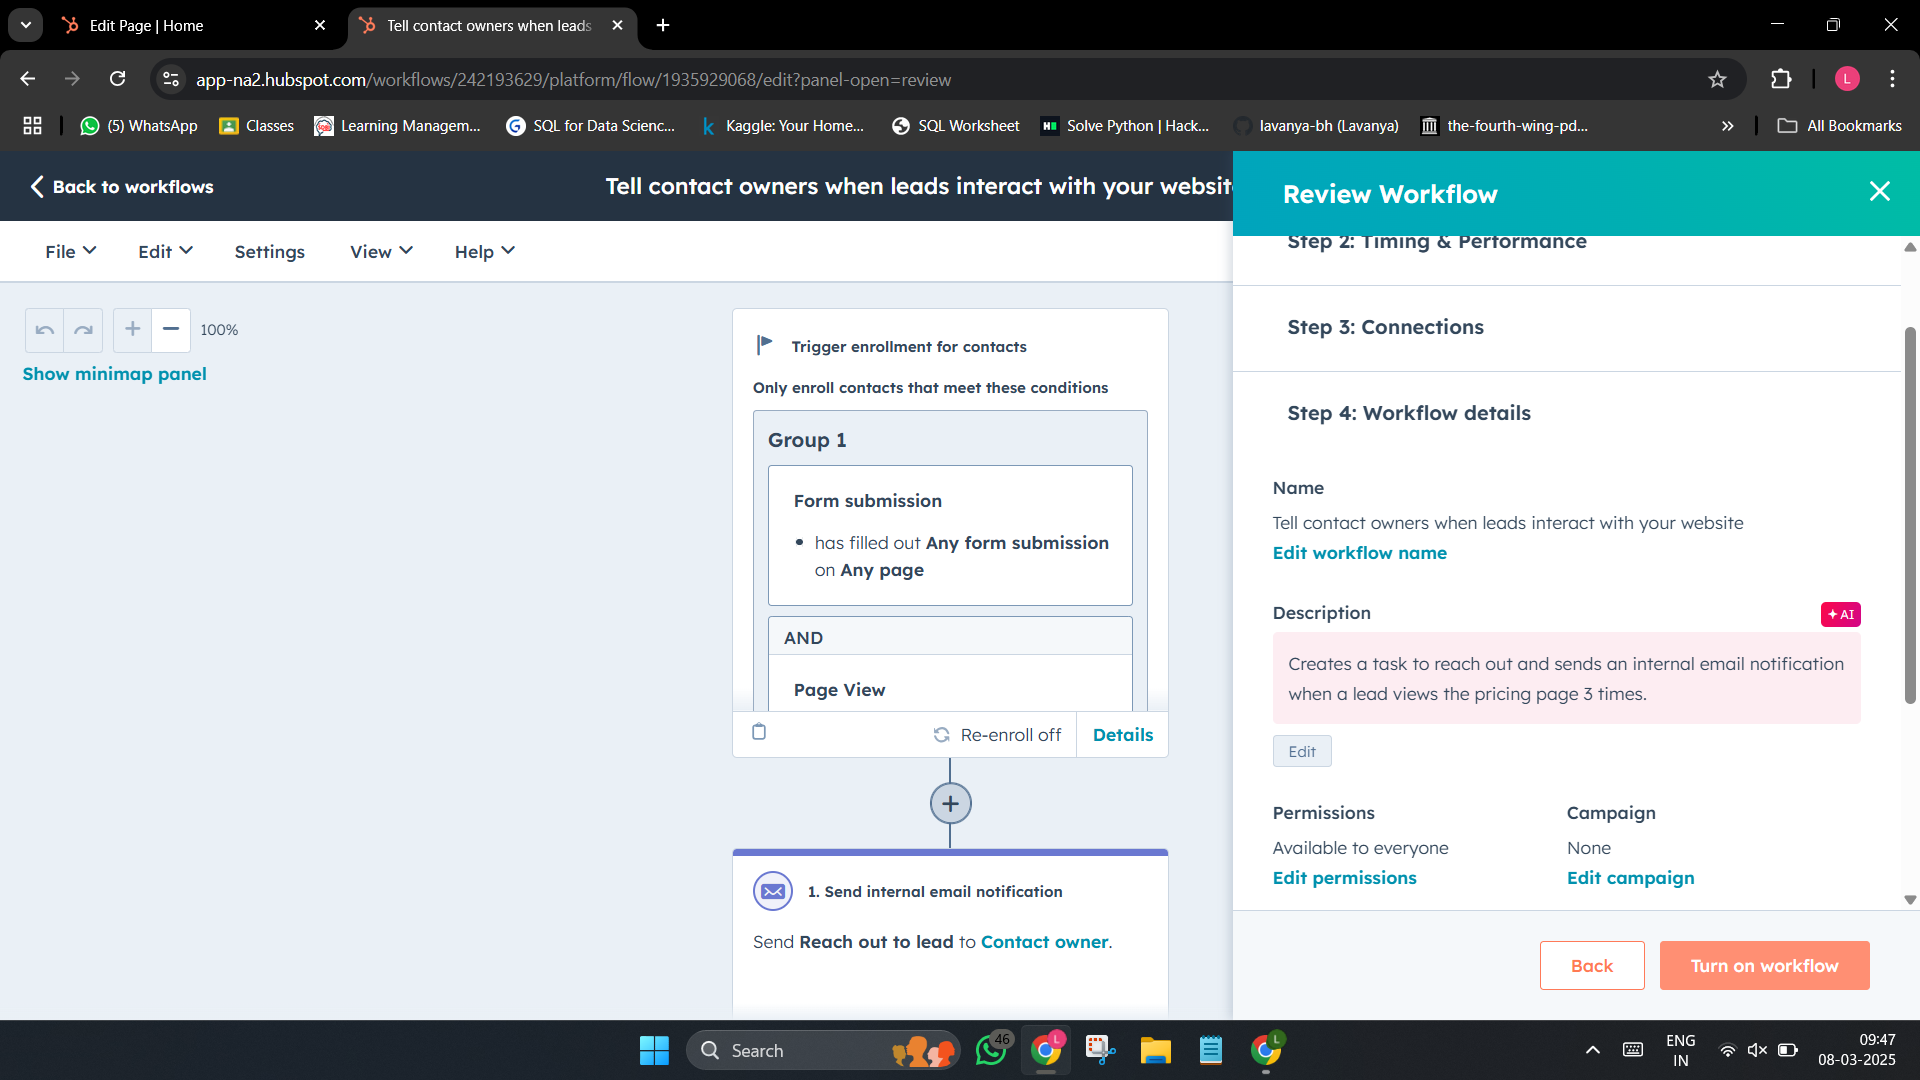 Edit Page | Home
Tell contact owners when leads
app-na2.hubspot.com/workflows/242193629/platform/flow/1935929068/edit?panel-open=review
L
(5) WhatsApp
Classes
Learning Managem...
SQL for Data Scienc...
Kaggle: Your Home...
SQL Worksheet
Solve Python | Hack...
lavanya-bh (Lavanya)
the-fourth-wing-pd...
All Bookmarks
Back to workflows
Tell contact owners when leads interact with your websit
File
Edit
Settings
View
Help
100%
Show minimap panel
Trigger enrollment for contacts
Only enroll contacts that meet these conditions
Group 1
Form submission
• has filled out Any form submission
on Any page
AND
Page View
Re-enroll off
Details
1. Send internal email notification
Send Reach out to lead to Contact owner.
Review Workflow
Step 2: Timing & Performance
Step 3: Connections
Step 4: Workflow details
Name
Tell contact owners when leads interact with your website
Edit workflow name
Description
AI
Creates a task to reach out and sends an internal email notification
when a lead views the pricing page 3 times.
Edit
Permissions
Available to everyone
Edit permissions
Campaign
None
Edit campaign
Back
Turn on workflow
Search
46
L
L
ENG
IN
09:47
08-03-2025